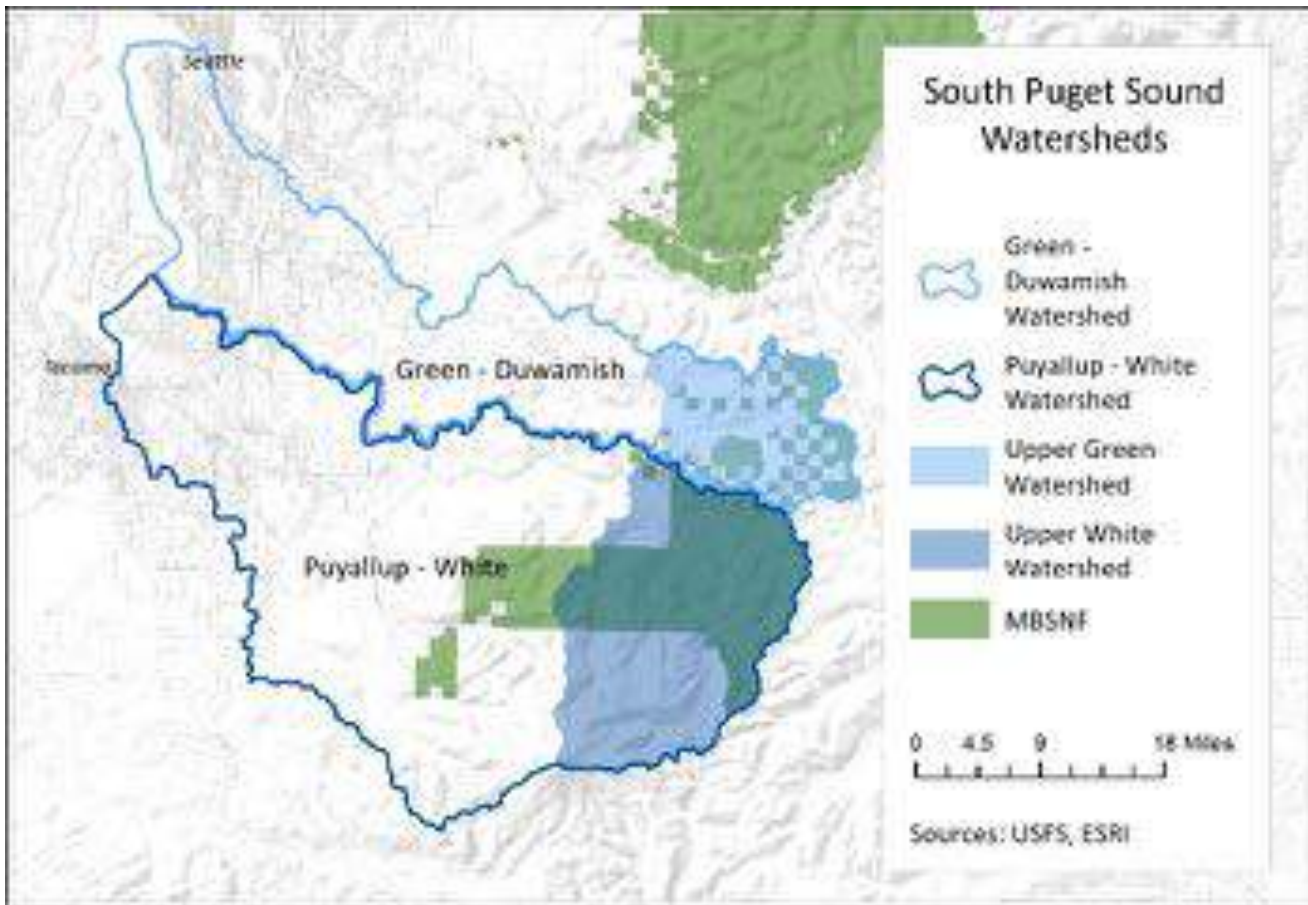 Seattle
South Puget Sound
Watersheds
Green -
Duwamish
Watershed
Tacoma
Green - Duwamish
Puyallup - White
Watershed
Upper Green
Watershed
Puyallup - White
Upper White
Watershed
MBSNF
0 4.5 9 18 Miles
Sources: USFS, ESRI